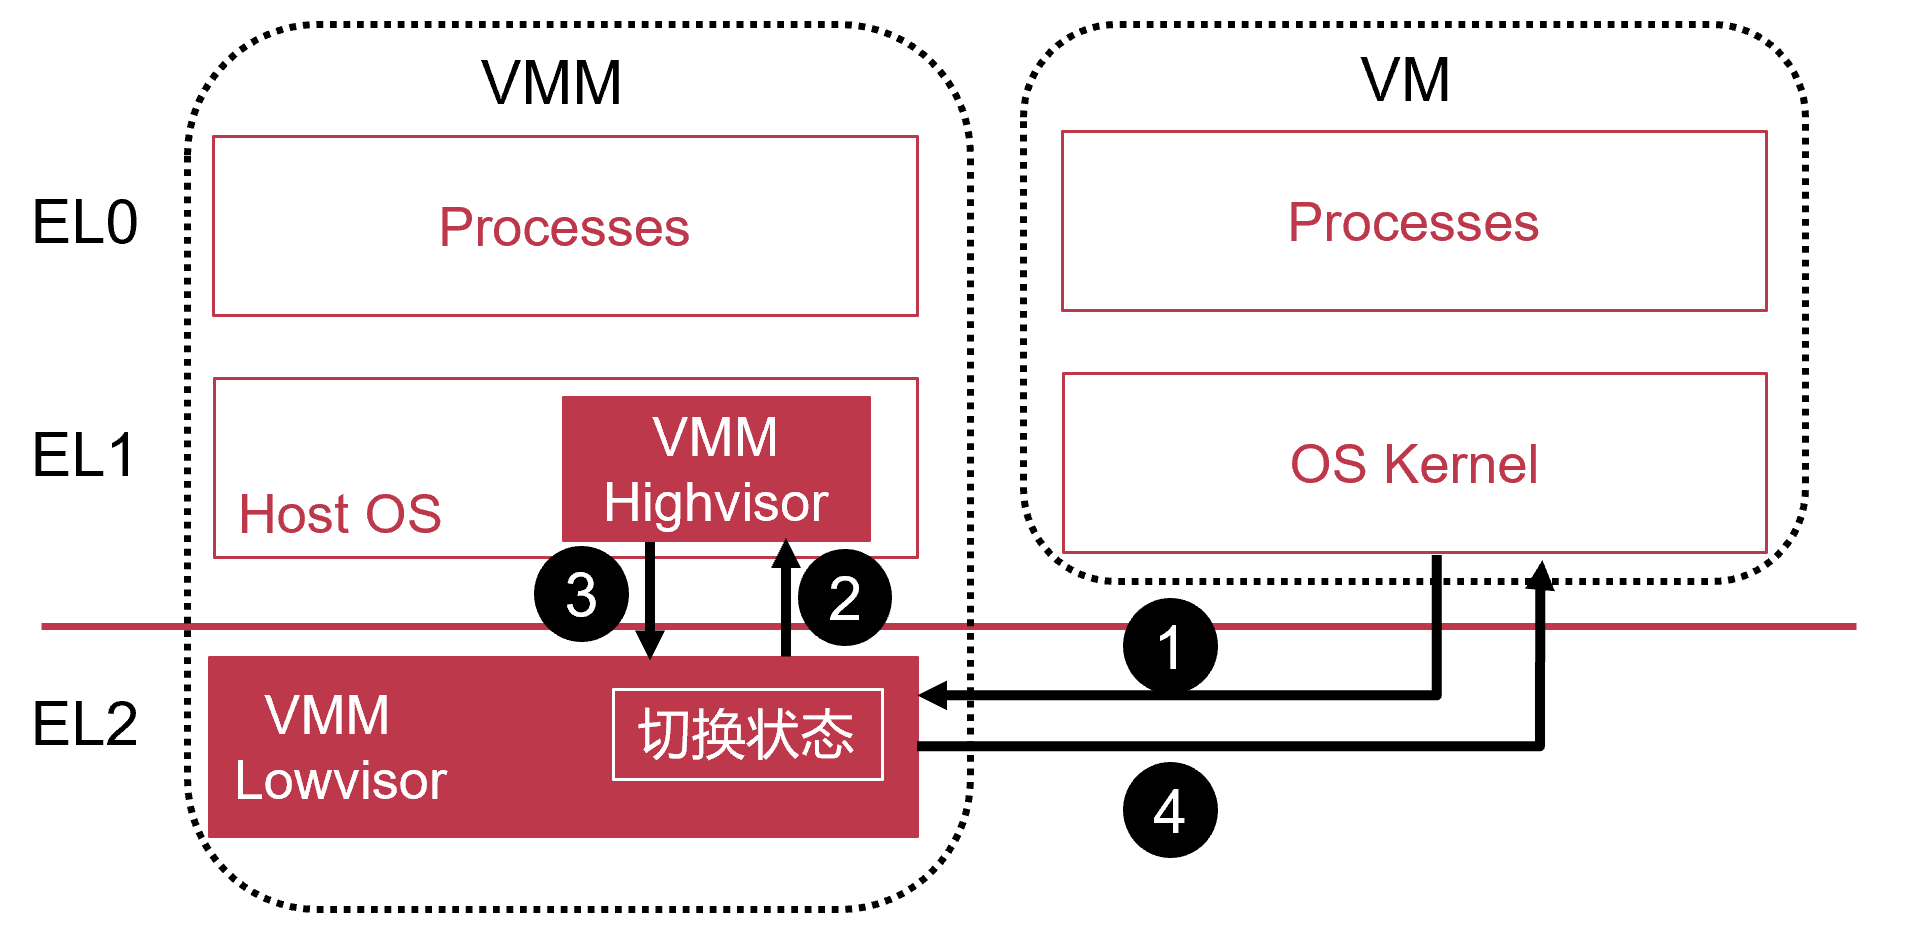 VMM
VM
EL0
Processes
Processes
EL1
VMM
Highvisor
Host OS
OS Kernel
3
2
1
EL2
VMM
Lowvisor
切换状态
4